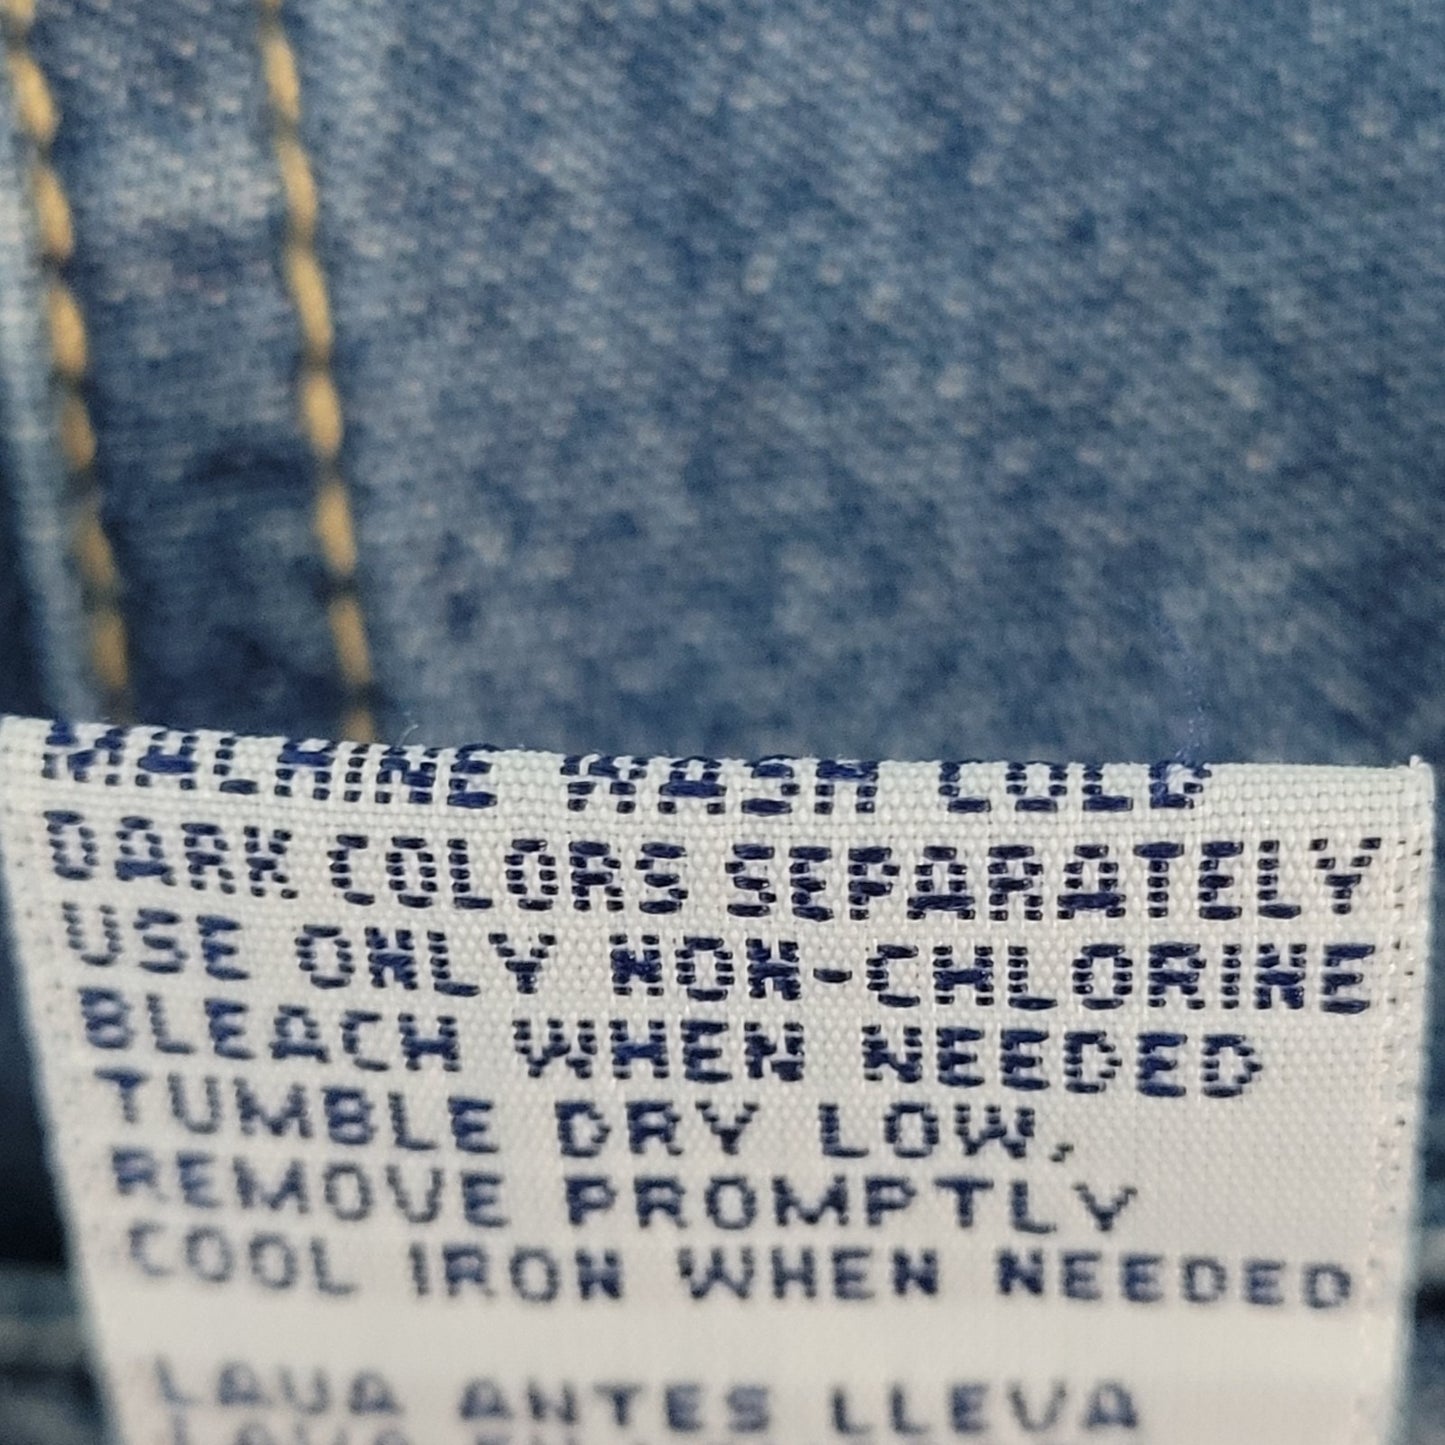 MACHINE WASH COLD
DARK COLORS SEPARATELY
USE ONLY NON-CHLORINE
BLEACH WHEN NEEDED
TUMBLE DRY LOW,
REMOVE PROMPTLY
COOL IRON WHEN NEEDED
LAVA ANTES LLEVA